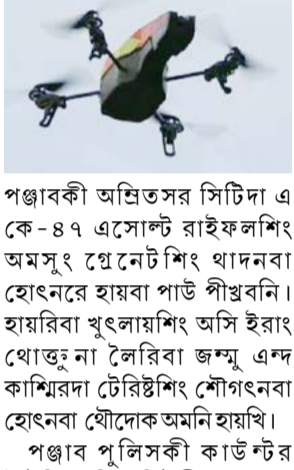 পঞ্জাবকী অম্রিতসর সিটিদা এ
কে-৪৭ এসোল্ট রাইফলশিং
অমসুং গ্রেনেটশিং থাদনবা
হোৎনরে হায়বা পাউ পীখ্রবনি।
হায়রিবা খুৎলায়শিং অসি ইরাং
থোক্তুনা লৈরিবা জম্মু এন্দ
কাশ্মিরদা টেরিষ্টশিং শৌগৎনবা
হোৎনবা থৌদোক অমনি হায়খি।
পঞ্জাব পুলিসকী কাউন্টর